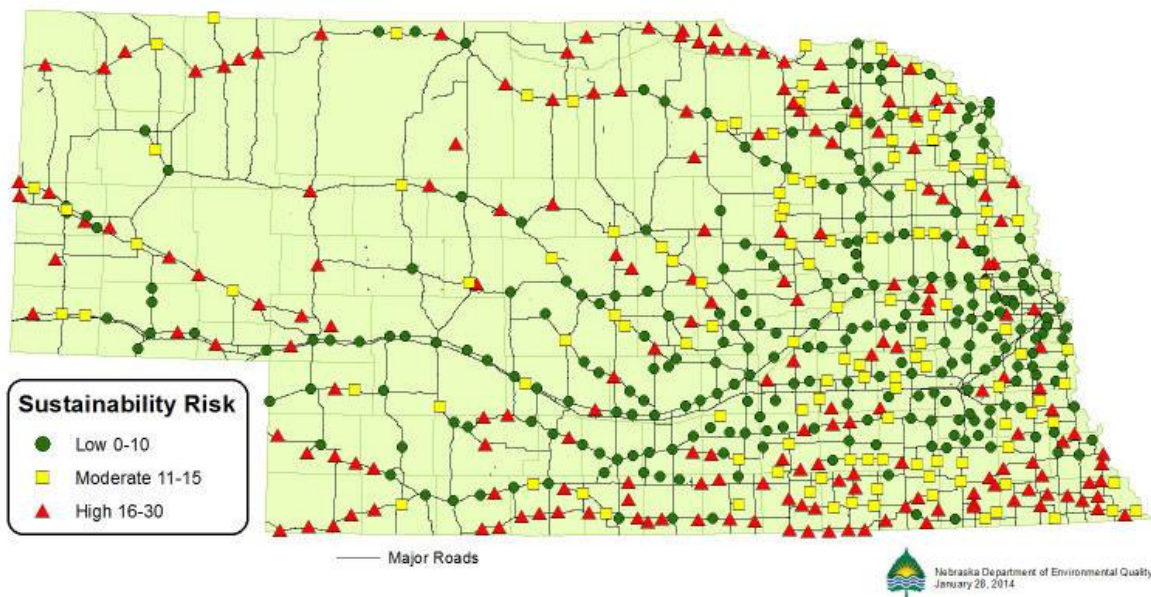 Sustainability Risk
Low 0-10
Moderate 11-15
High 16-30
Major Roads
Nebraska Department of Environmental Quality
January 28, 2014